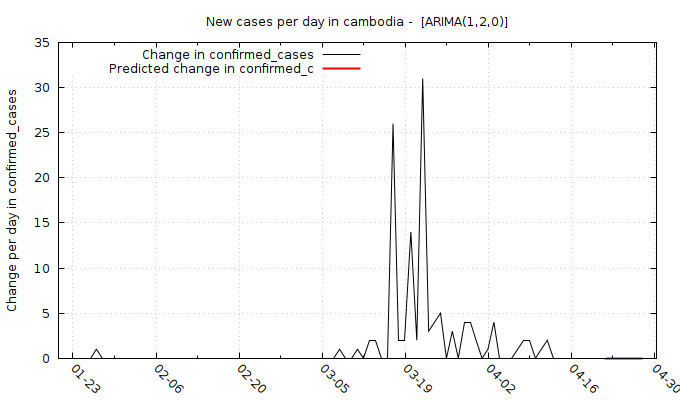 New cases per day in cambodia -  [ARIMA(1,2,0)]
Change in confirmed_cases
Predicted change in confirmed_c
Change per day in confirmed_cases
35
30
25
20
15
10
5
0
01-23 02-06 02-20 03-05 03-19 04-02 04-16 04-30